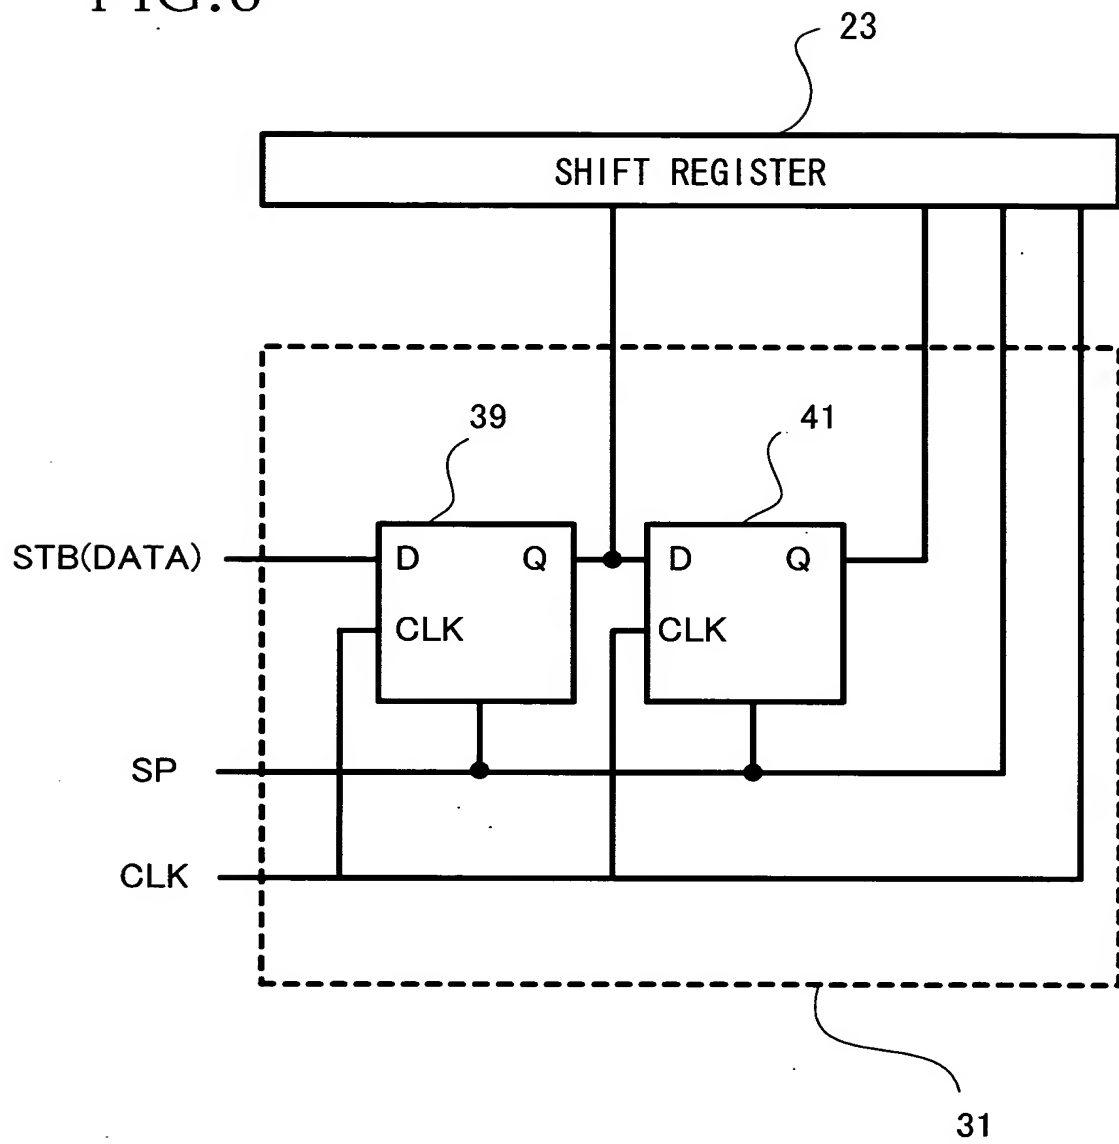 23
SHIFT REGISTER
39
41
STB(DATA)
D Q
D Q
CLK
CLK
SP
CLK
31